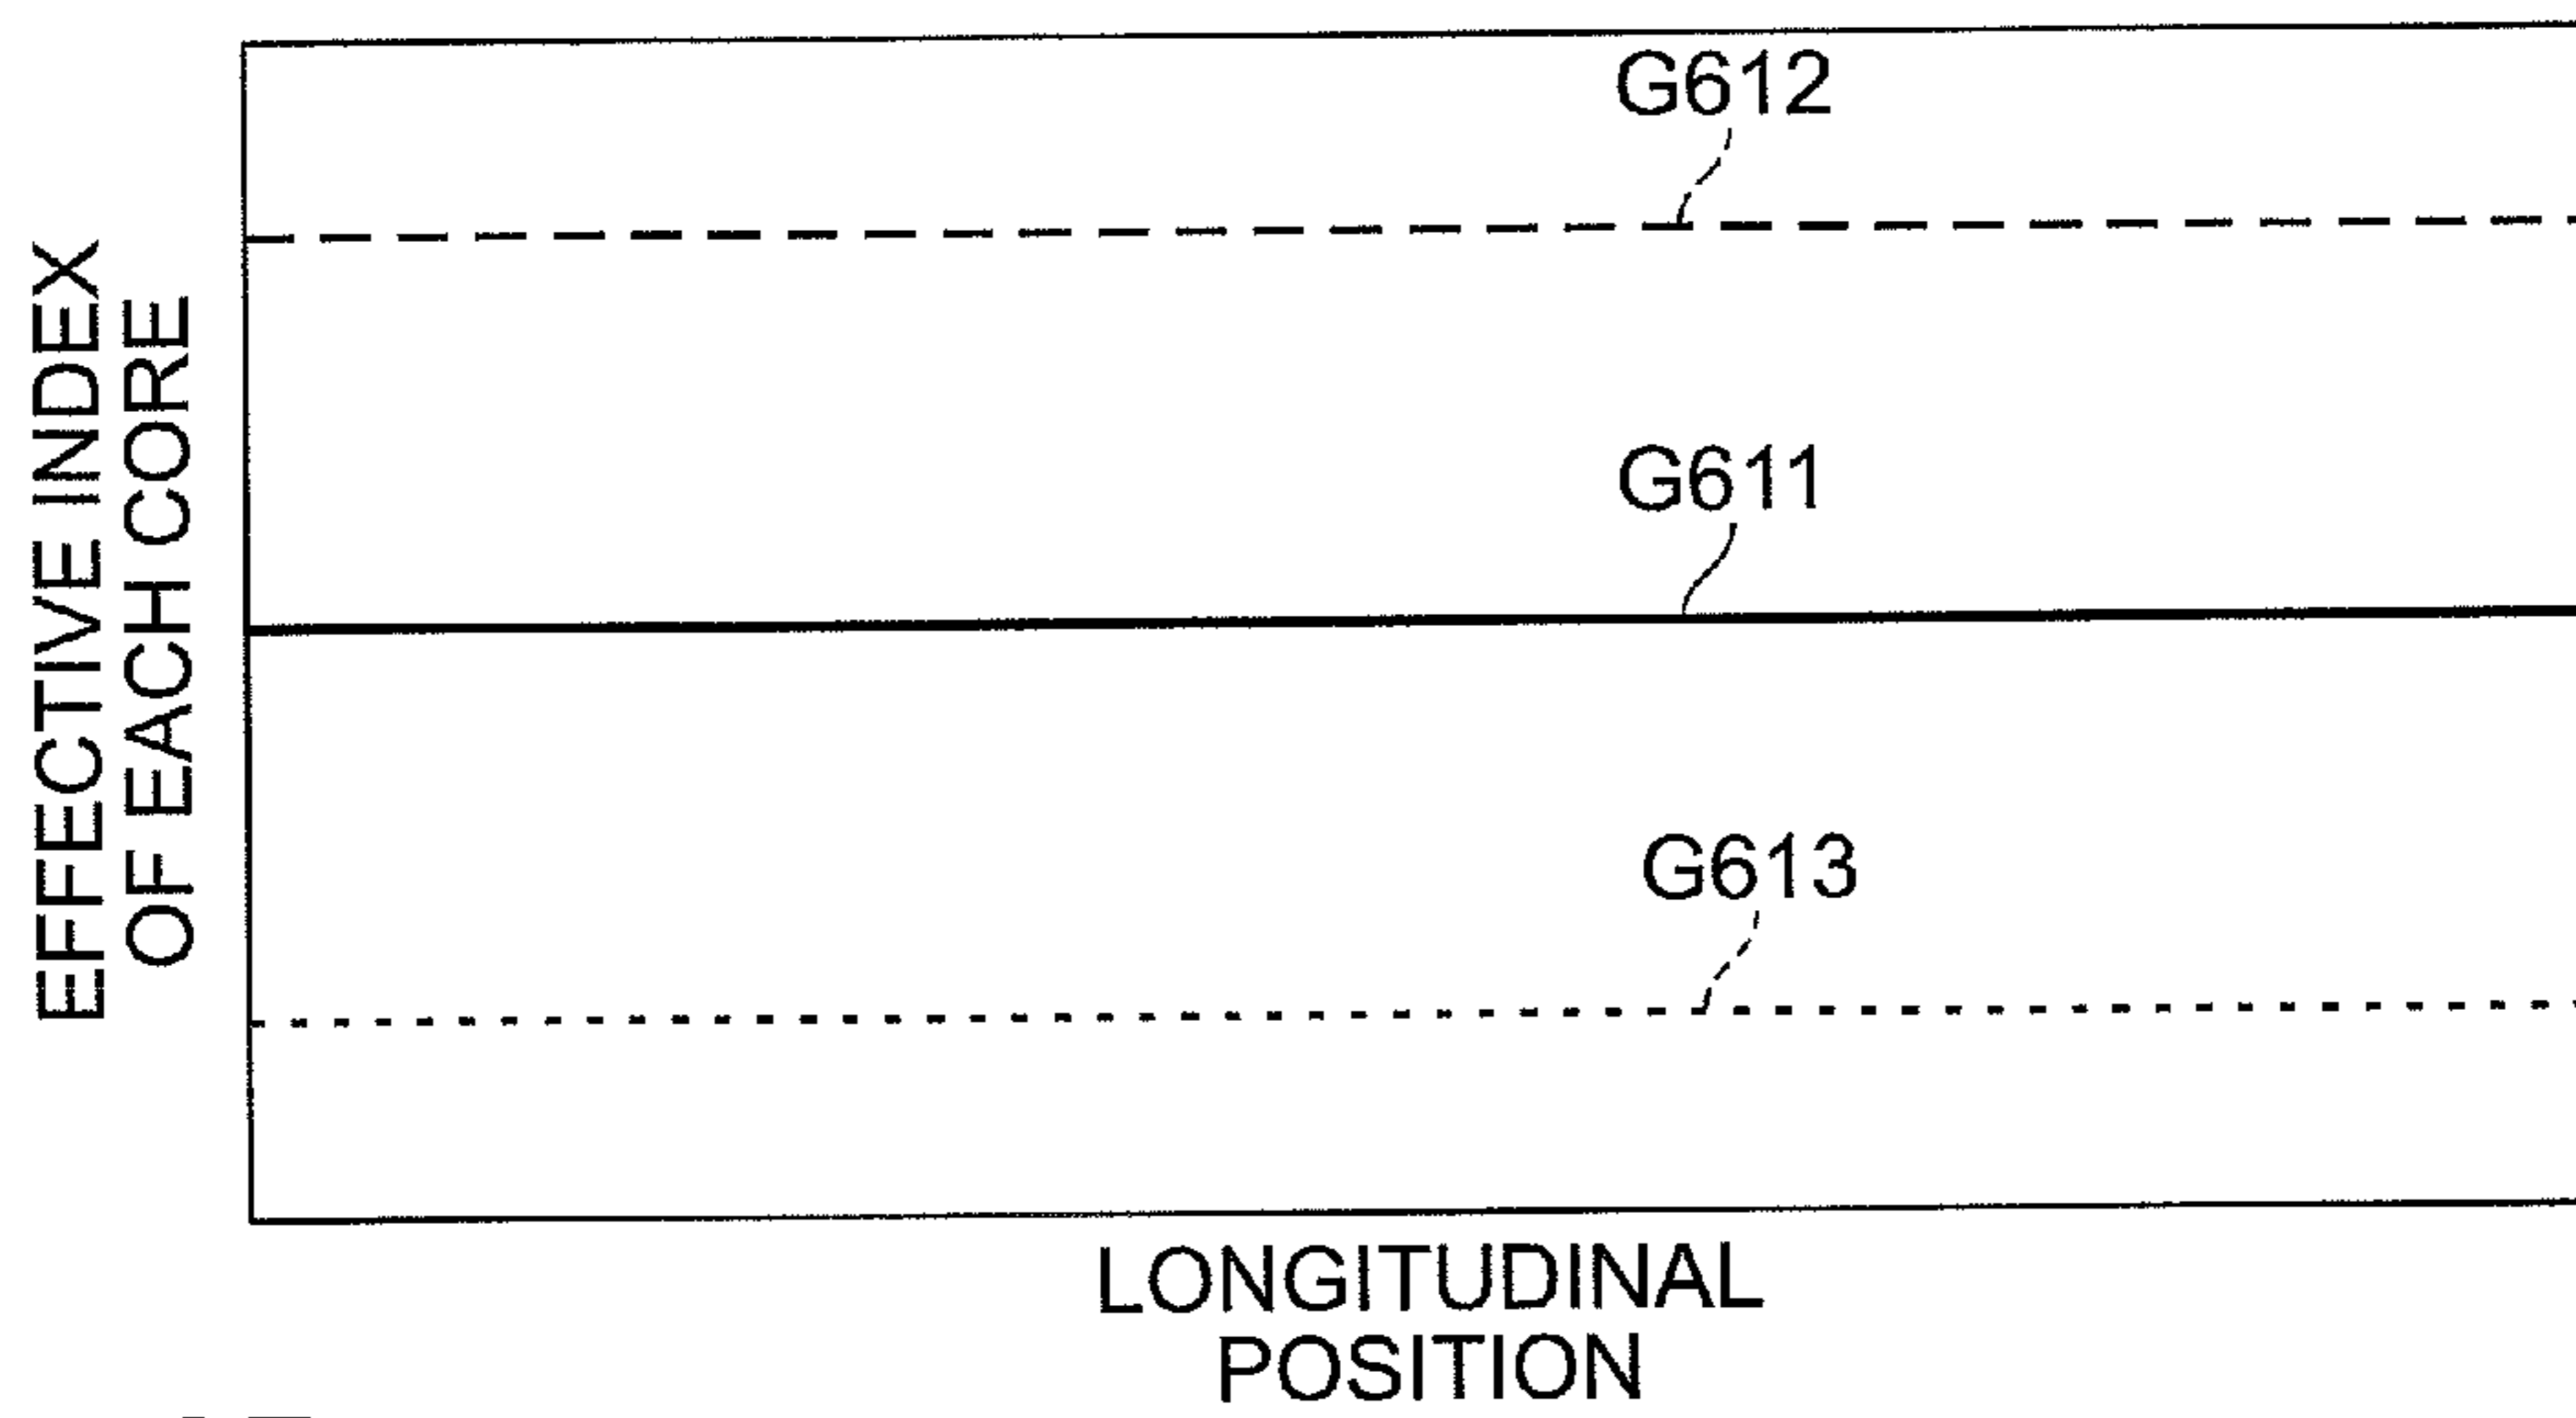 EFFECTIVE INDEX
OF EACH CORE
G612
G611
G613
LONGITUDINAL
POSITION